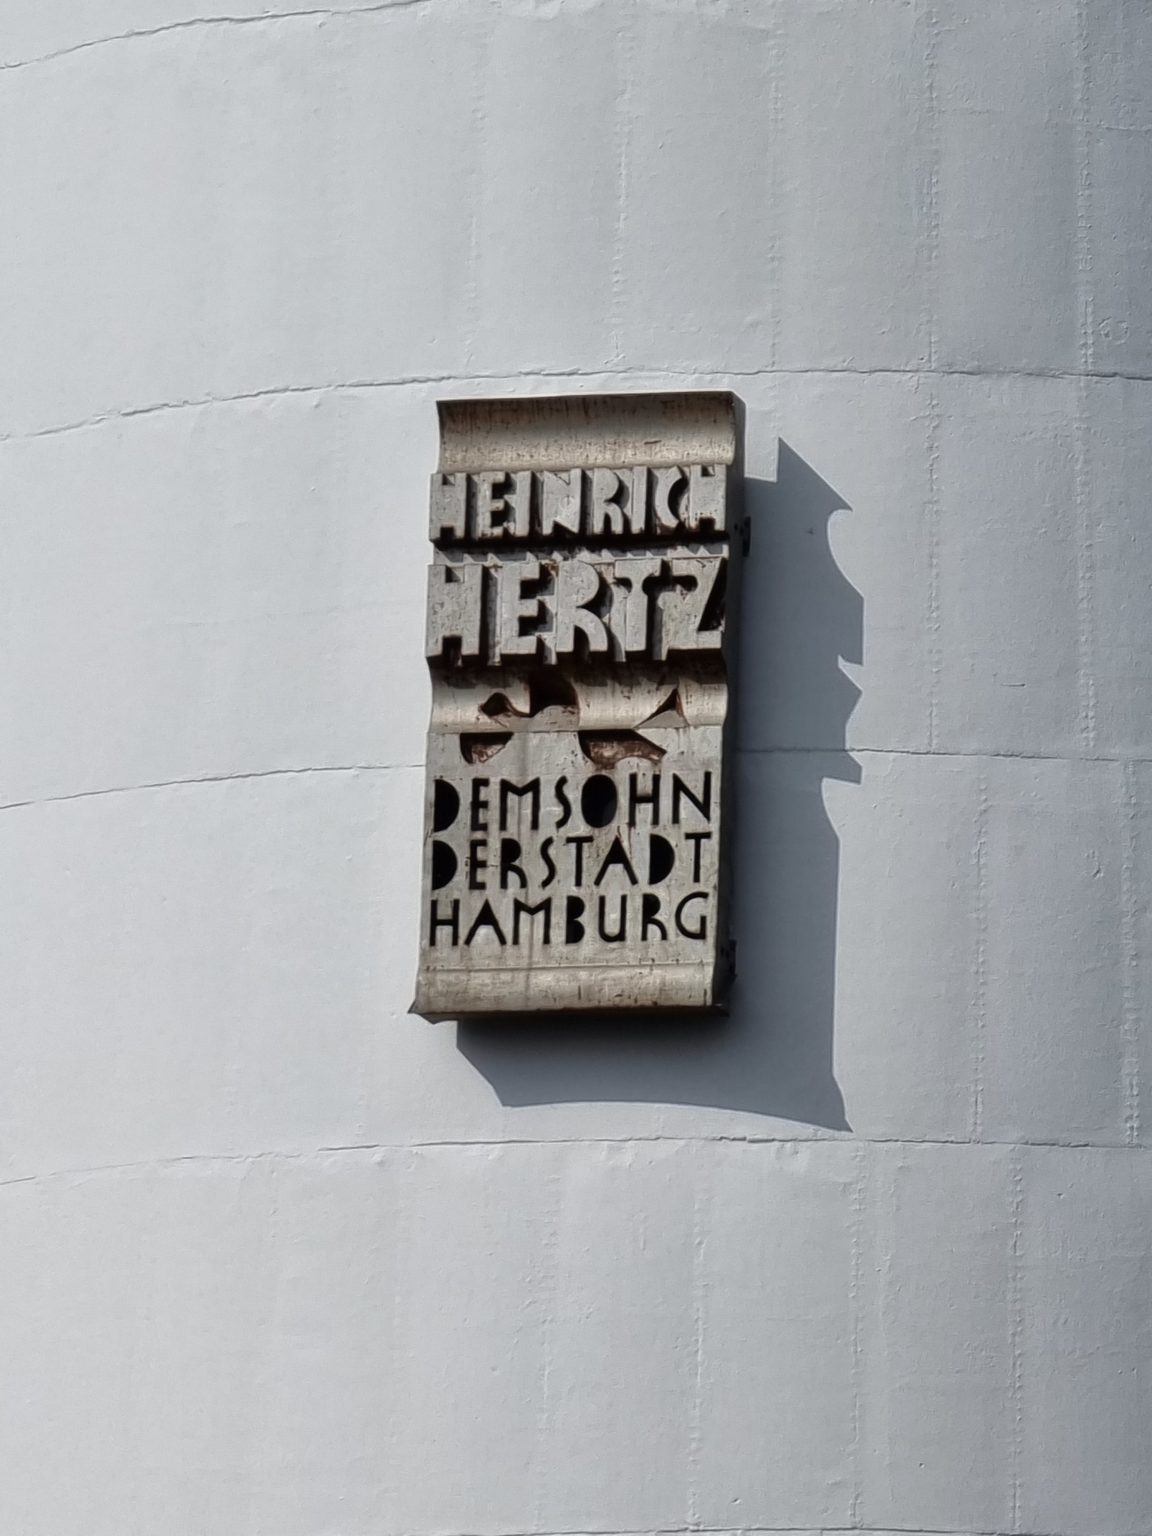 HEINRICH
HERTZ
DEMSOHN
DERSTADT
HAMBURG